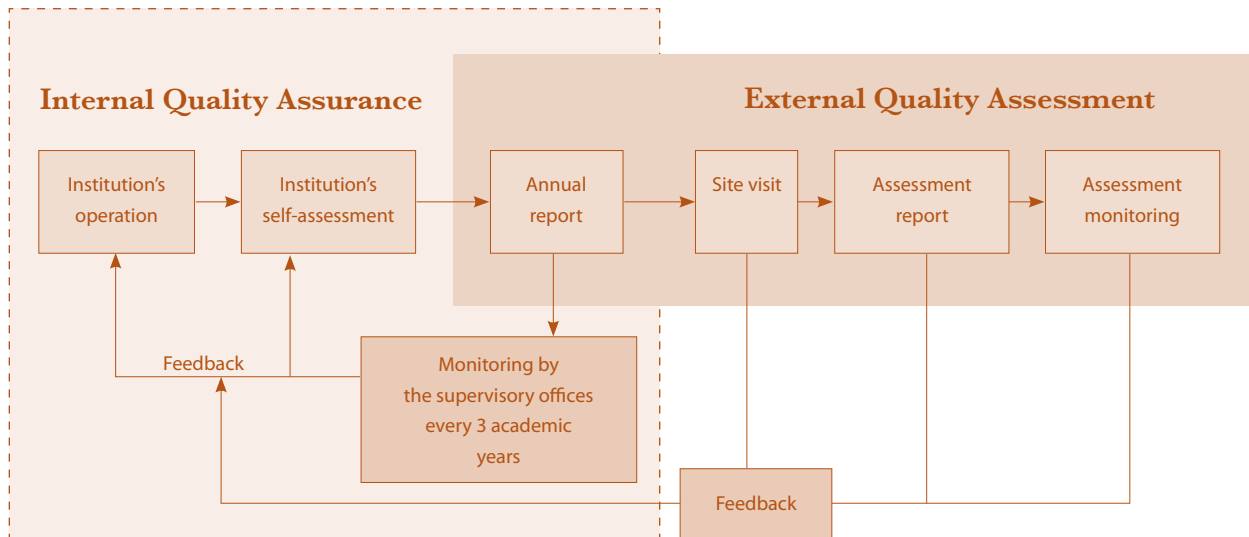 Internal Quality Assurance
External Quality Assessment
Institution’s
operation
Institution’s
self-assessment
Annual
report
Site visit
Assessment
report
Assessment
monitoring
Feedback
Monitoring by
the supervisory offices
every 3 academic
years
Feedback